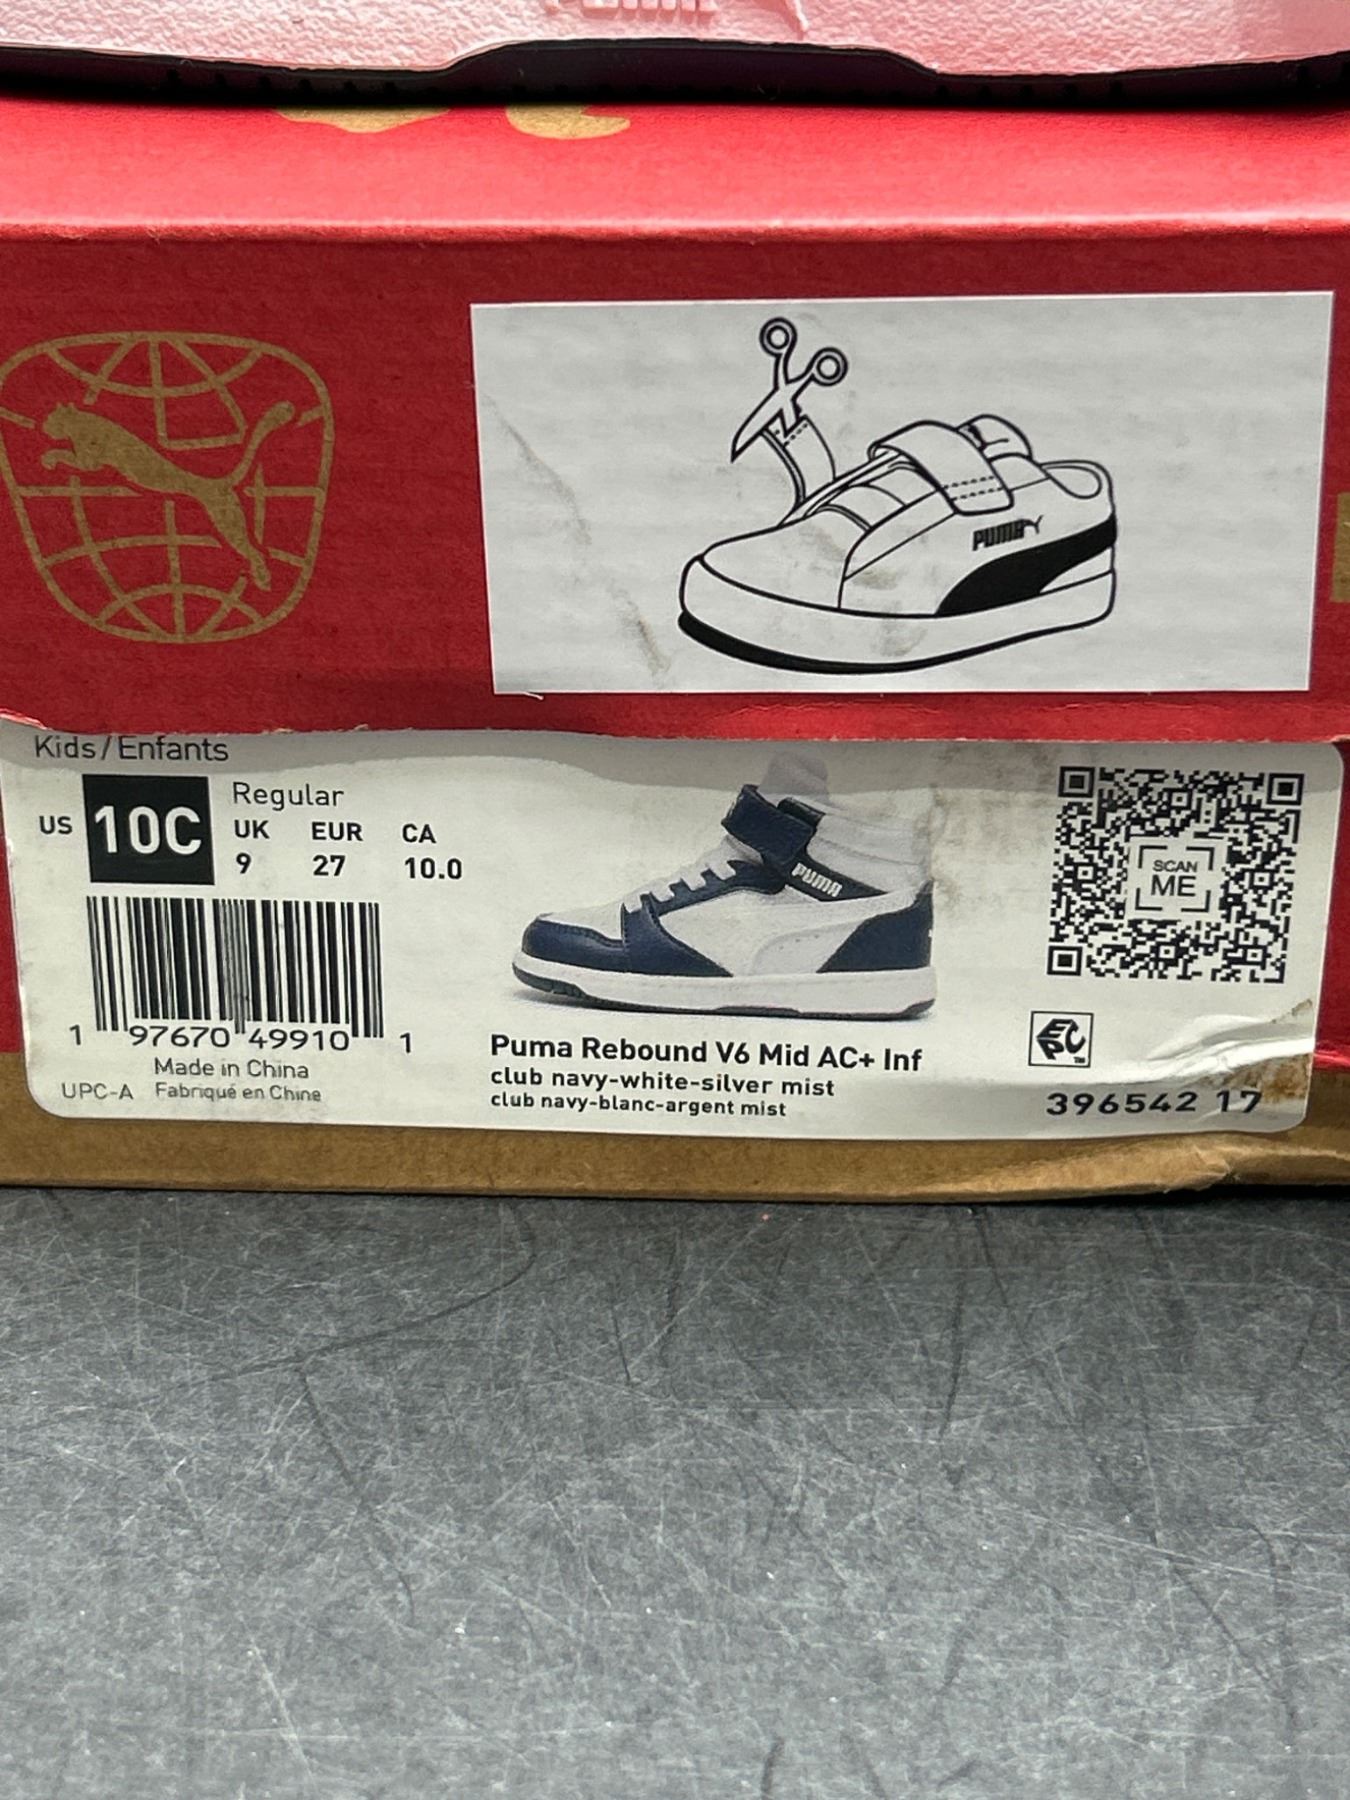 PUMA
Kids/Enfants
US 10C
Regular
UK EUR CA
9 27 10.0
PUMA
SCAN
ME
1 97670 49910 1
Made in China
UPC-A Fabriqué en Chine
Puma Rebound V6 Mid AC+ Inf
club navy-white-silver mist
club navy-blanc-argent mist
396542 17